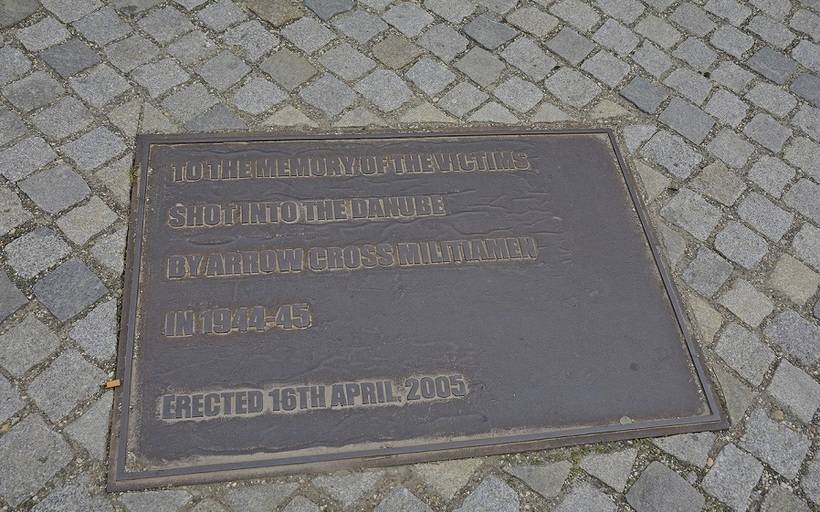 TO THE MEMORY OF THE VICTIMS
SHOT INTO THE DANUBE
BY ARROW CROSS MILITIAMEN
IN 1944-45
ERECTED 16TH APRIL, 2005